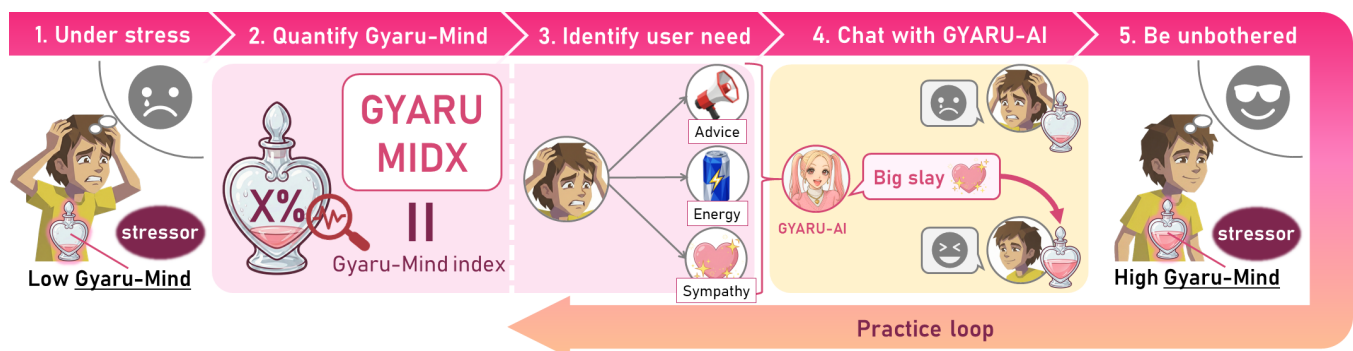 1. Under stress
2. Quantify Gyaru-Mind
3. Identify user need
4. Chat with GYARU-AI
5. Be unbothered
stressor
Low Gyaru-Mind
X%
GYARU
MIDX
Gyaru-Mind index
Advice
Energy
Sympathy
GYARU-AI
Big slay
stressor
High Gyaru-Mind
Practice loop